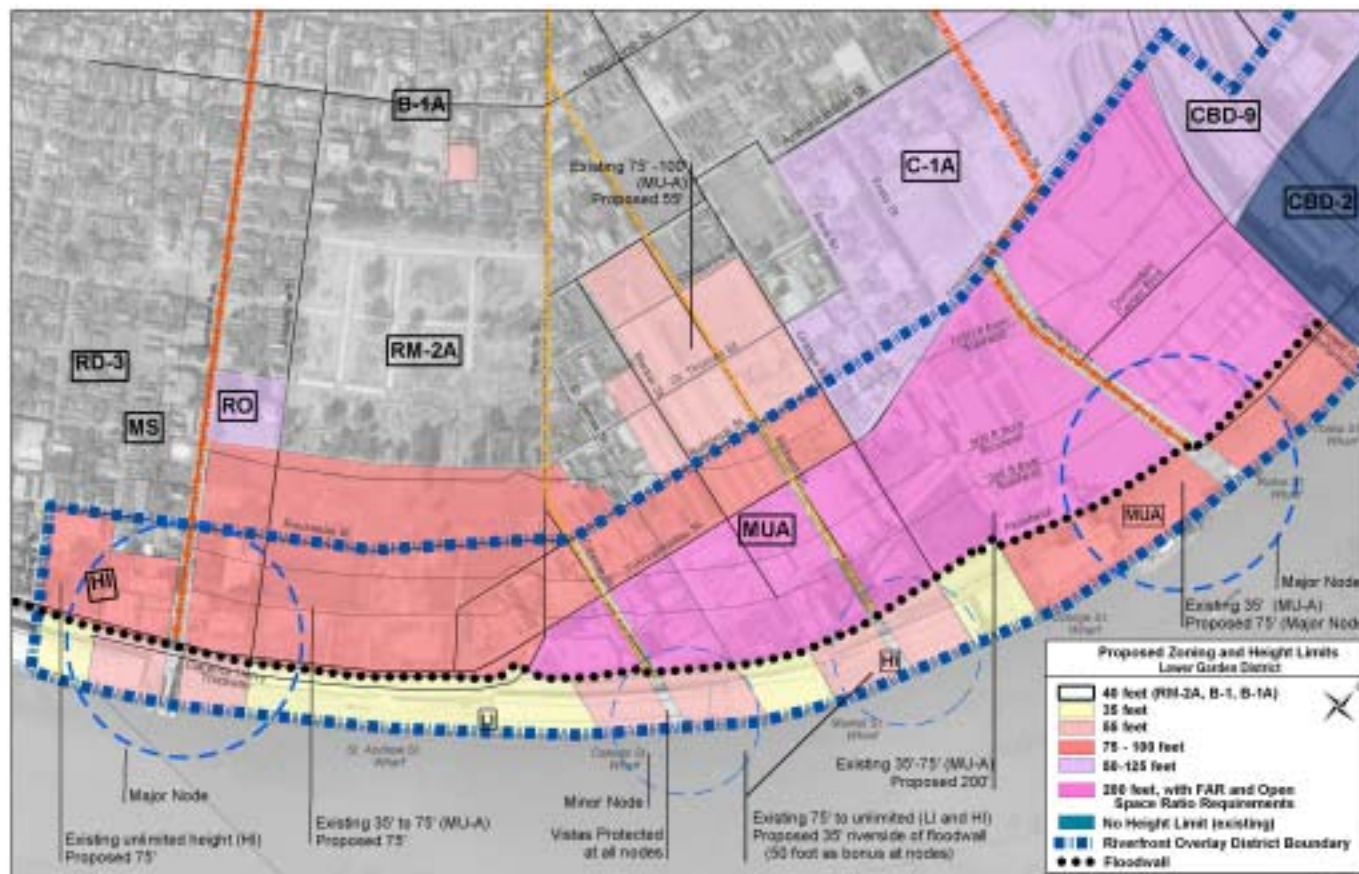 B-1A
CBD-9
C-1A
CBD-2
Existing 75' -100'
(MU-A)
Proposed 55'
RM-2A
RD-3
RO
MS
MUA
MUA
HI
HI
LI
St. Andrew St.
Wharf
Major Node
Existing 35' (MU-A)
Proposed 75' (Major Node
Major Node
Existing unlimited height (HI)
Proposed 75'
Existing 35' to 75' (MU-A)
Proposed 75'
Minor Node
Vistas Protected
at all nodes
Existing 35'-75' (MU-A)
Proposed 200'
Existing 75' to unlimited (LI and HI)
Proposed 35' riverside of floodwall
(50 foot as bonus at nodes)
Proposed Zoning and Height Limits
Lower Garden District
40 feet (RM-2A, B-1, B-1A)
35 feet
55 feet
75 - 100 feet
50-125 feet
200 feet, with FAR and Open
Space Ratio Requirements
No Height Limit (existing)
Riverfront Overlay District Boundary
Floodwall